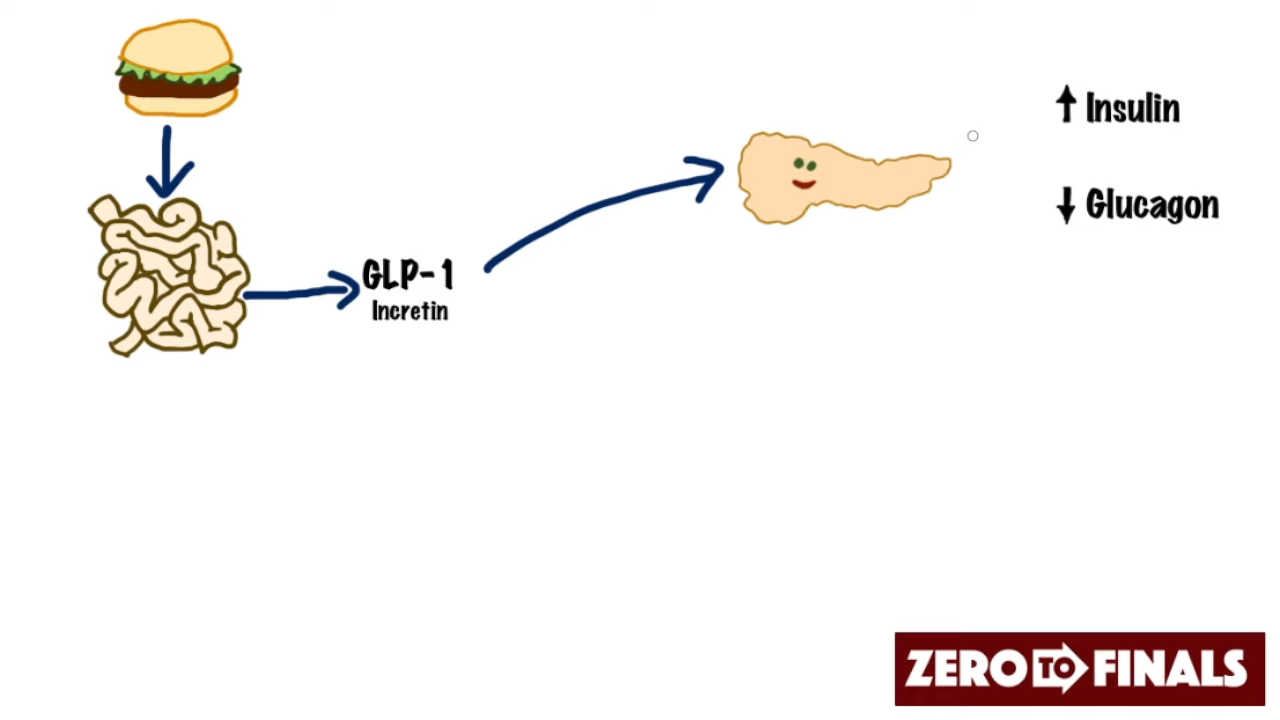 ↑ Insulin
↓ Glucagon
GLP-1
Incretin
ZERO TO FINALS